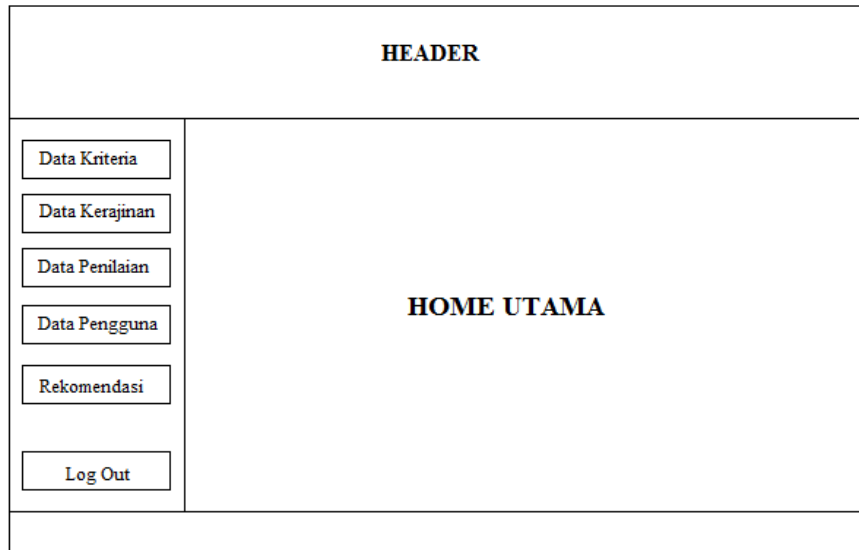 HEADER
Data Kriteria
Data Kerajinan
Data Penilaian
Data Pengguna
Rekomendasi
Log Out
HOME UTAMA